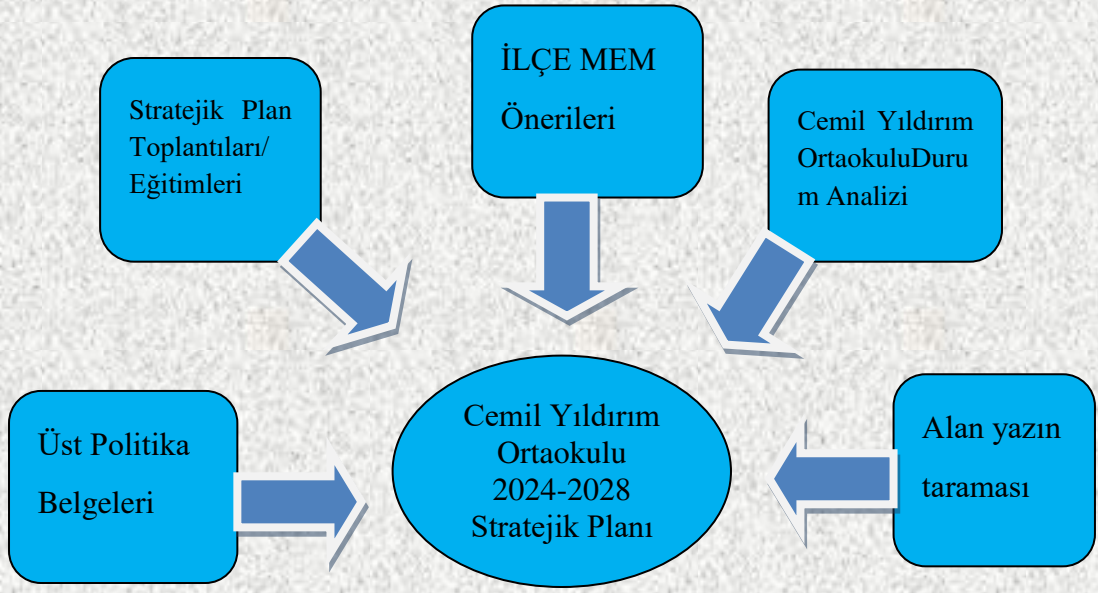 İLÇE MEM
Önerileri
Stratejik Plan
Toplantıları/
Eğitimleri
Cemil Yıldırım
OrtaokuluDuru
m Analizi
Üst Politika
Belgeleri
Cemil Yıldırım
Ortaokulu
2024-2028
Stratejik Planı
Alan yazın
taraması